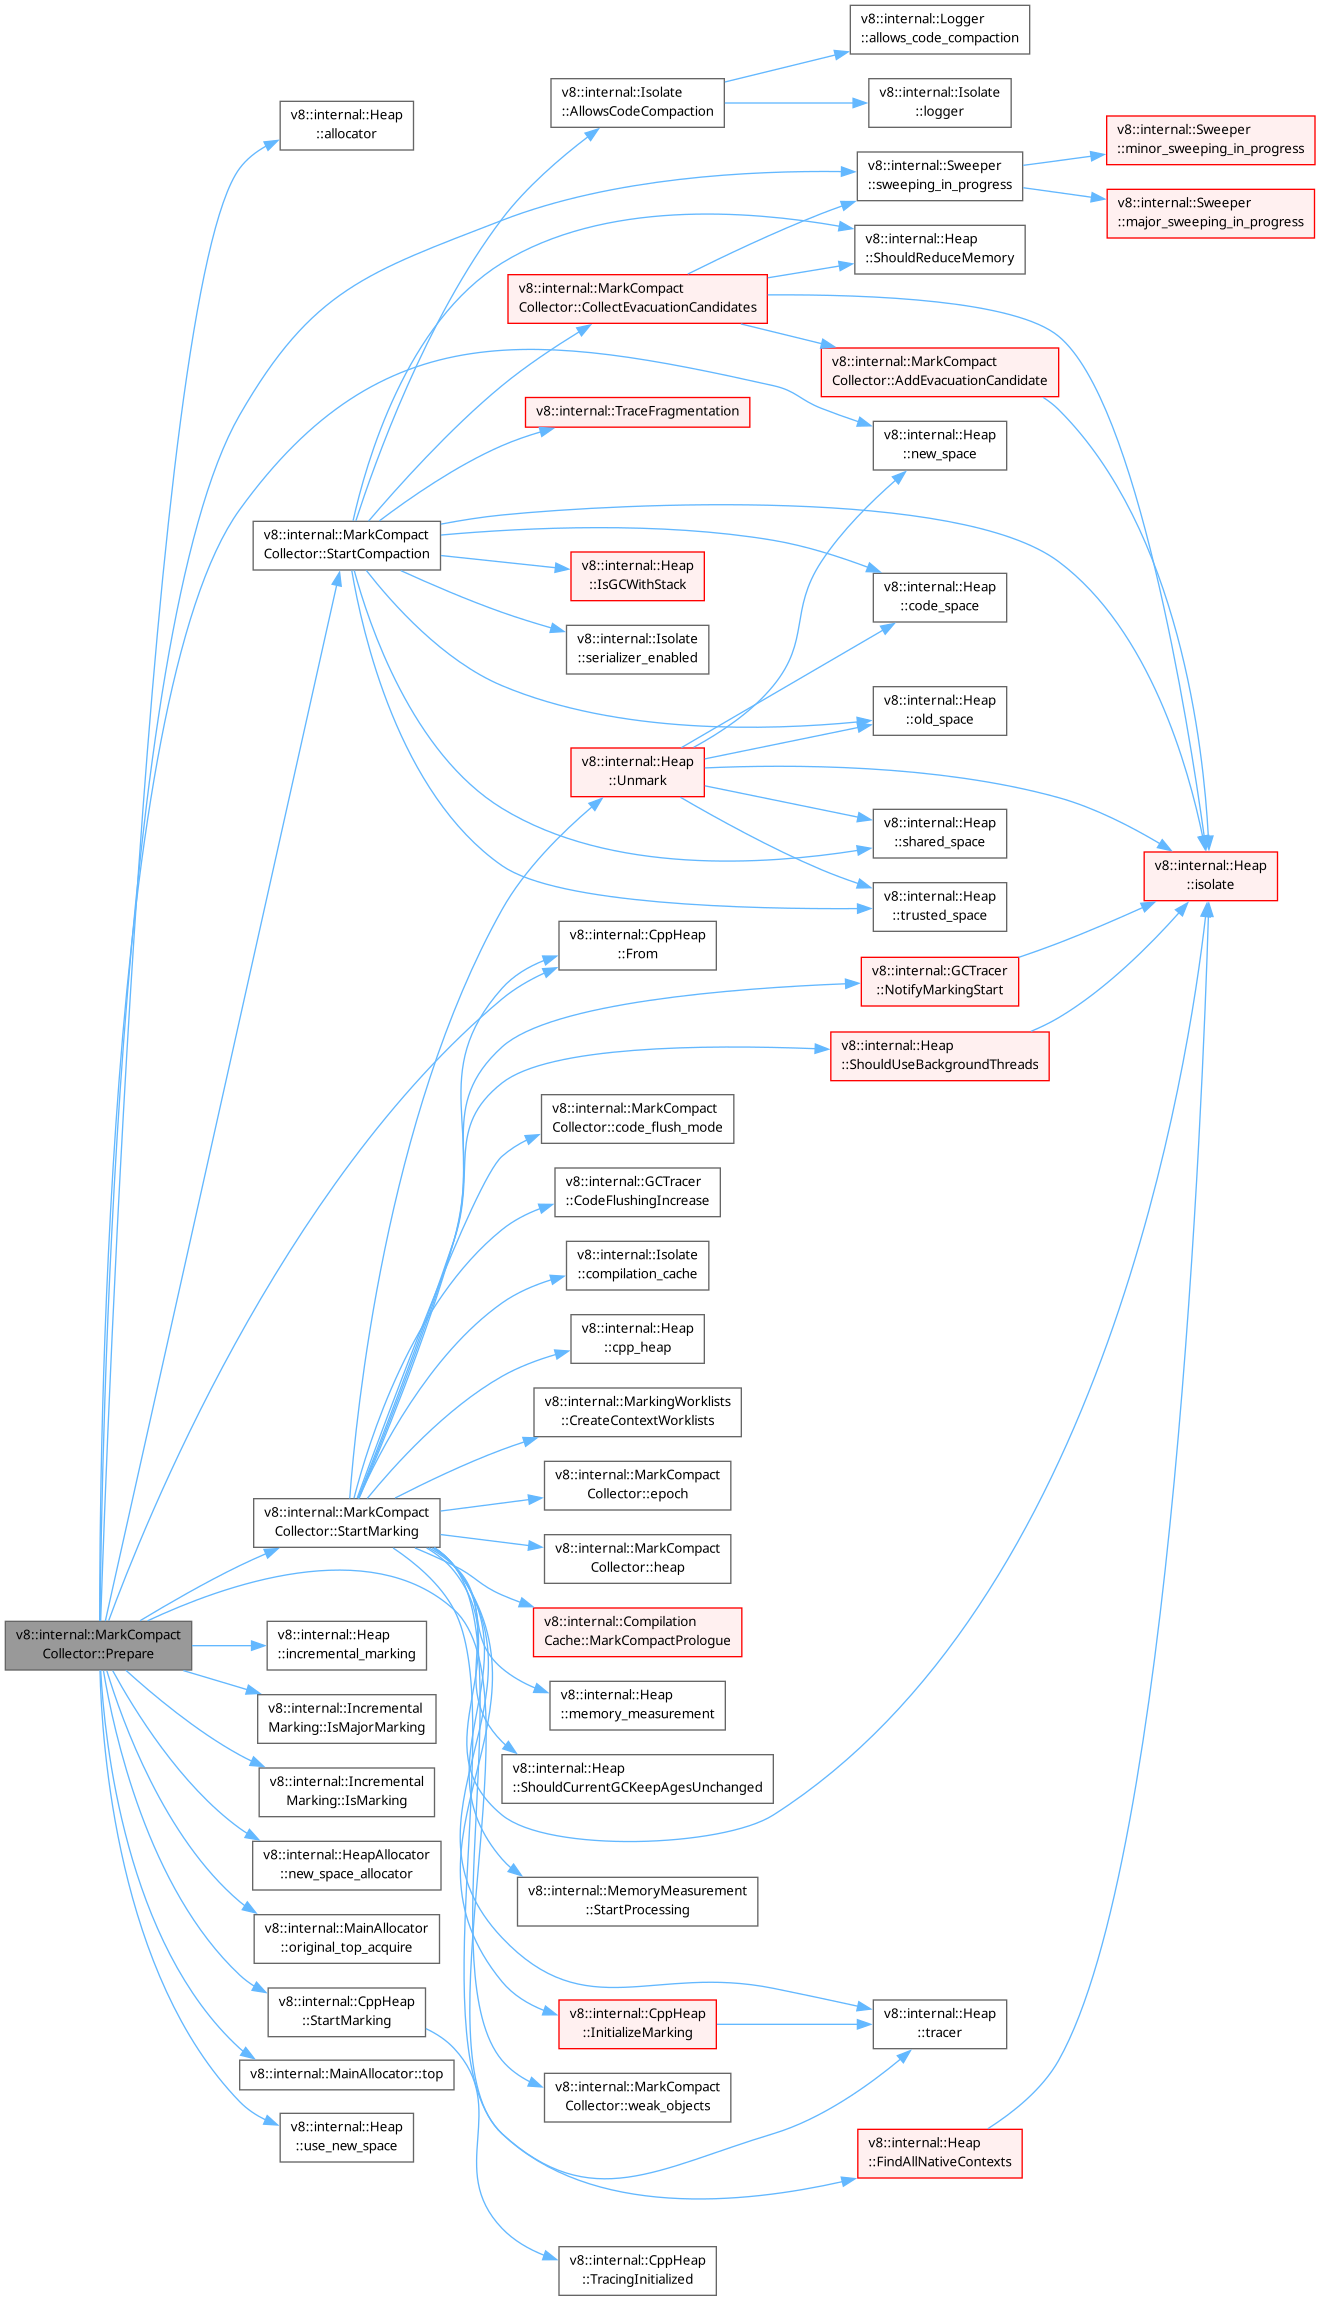 v8::internal::MarkCompact
Collector::Prepare
v8::internal::Heap
::allocator
v8::internal::MarkCompact
Collector::StartCompaction
v8::internal::MarkCompact
Collector::StartMarking
v8::internal::Heap
::incremental_marking
v8::internal::Incremental
Marking::IsMajorMarking
v8::internal::Incremental
Marking::IsMarking
v8::internal::HeapAllocator
::new_space_allocator
v8::internal::MainAllocator
::original_top_acquire
v8::internal::CppHeap
::StartMarking
v8::internal::MainAllocator::top
v8::internal::Heap
::use_new_space
v8::internal::Isolate
::AllowsCodeCompaction
v8::internal::MarkCompact
Collector::CollectEvacuationCandidates
v8::internal::TraceFragmentation
v8::internal::Heap
::IsGCWithStack
v8::internal::Isolate
::serializer_enabled
v8::internal::Heap
::Unmark
v8::internal::CppHeap
::From
v8::internal::MarkCompact
Collector::code_flush_mode
v8::internal::GCTracer
::CodeFlushingIncrease
v8::internal::Isolate
::compilation_cache
v8::internal::Heap
::cpp_heap
v8::internal::MarkingWorklists
::CreateContextWorklists
v8::internal::MarkCompact
Collector::epoch
v8::internal::MarkCompact
Collector::heap
v8::internal::Compilation
Cache::MarkCompactPrologue
v8::internal::Heap
::memory_measurement
v8::internal::Heap
::ShouldCurrentGCKeepAgesUnchanged
v8::internal::MemoryMeasurement
::StartProcessing
v8::internal::CppHeap
::InitializeMarking
v8::internal::MarkCompact
Collector::weak_objects
v8::internal::CppHeap
::TracingInitialized
v8::internal::Logger
::allows_code_compaction
v8::internal::Isolate
::logger
v8::internal::Sweeper
::sweeping_in_progress
v8::internal::Heap
::ShouldReduceMemory
v8::internal::MarkCompact
Collector::AddEvacuationCandidate
v8::internal::Heap
::new_space
v8::internal::Heap
::code_space
v8::internal::Heap
::old_space
v8::internal::Heap
::shared_space
v8::internal::Heap
::trusted_space
v8::internal::GCTracer
::NotifyMarkingStart
v8::internal::Heap
::ShouldUseBackgroundThreads
v8::internal::Heap
::tracer
v8::internal::Heap
::FindAllNativeContexts
v8::internal::Sweeper
::minor_sweeping_in_progress
v8::internal::Sweeper
::major_sweeping_in_progress
v8::internal::Heap
::isolate